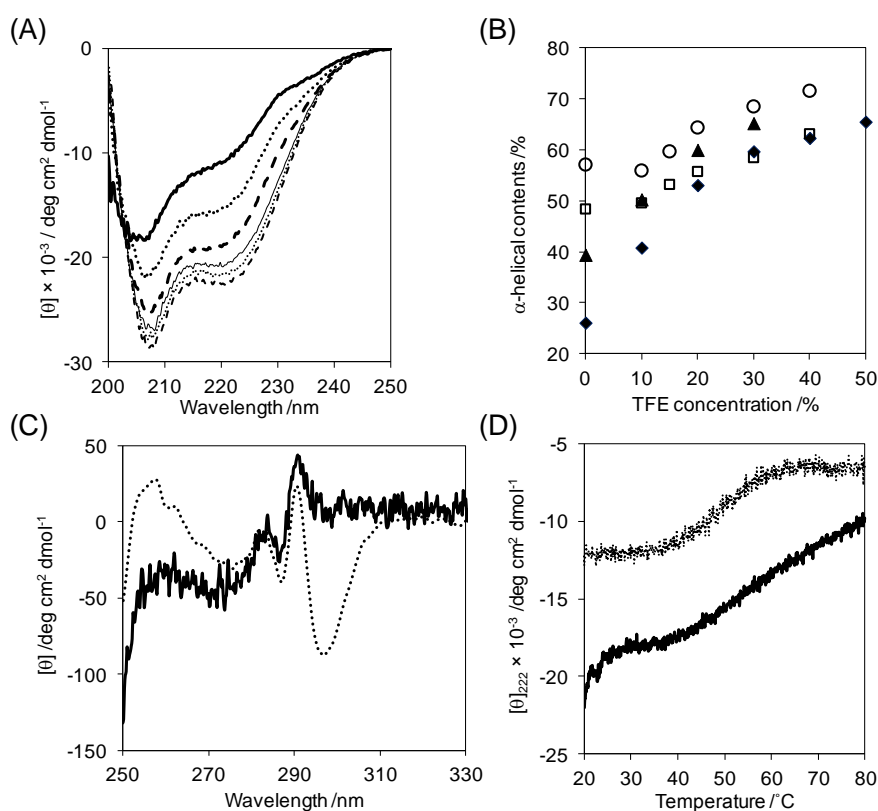 (A)
0
-10
-20
-30
[θ] × 10⁻³ / deg cm² dmol⁻¹
200 210 220 230 240 250
Wavelength /nm
(B)
80
70
60
50
40
30
20
α-helical contents /%
0 10 20 30 40 50
TFE concentration /%
(C)
50
0
-50
-100
-150
[θ] /deg cm² dmol⁻¹
250 270 290 310 330
Wavelength /nm
(D)
-5
-10
-15
-20
-25
[θ]₂₂₂ × 10⁻³ /deg cm² dmol⁻¹
20 30 40 50 60 70 80
Temperature /˚C